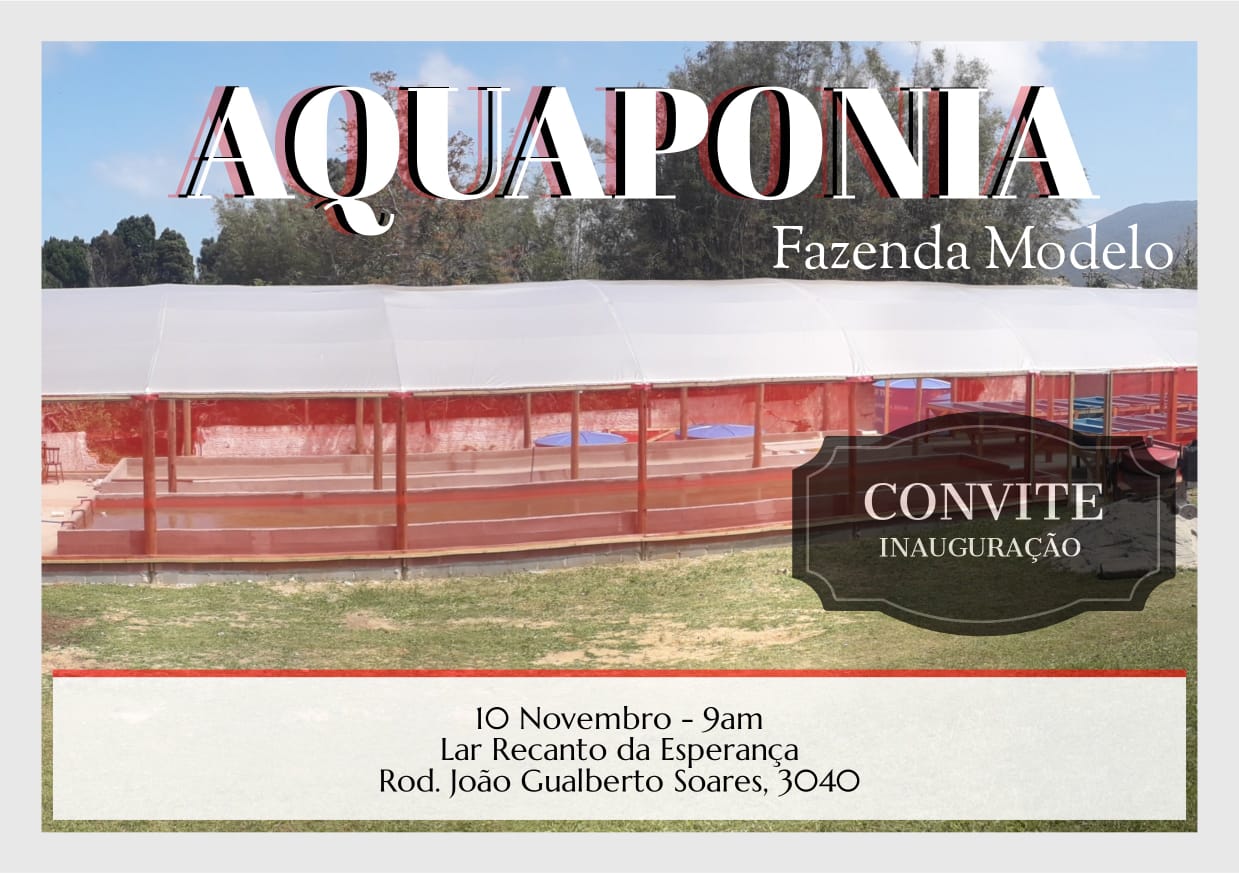 AQUAPONIA
Fazenda Modelo
CONVITE
INAUGURAÇÃO
10 Novembro - 9am
Lar Recanto da Esperança
Rod. João Gualberto Soares, 3040